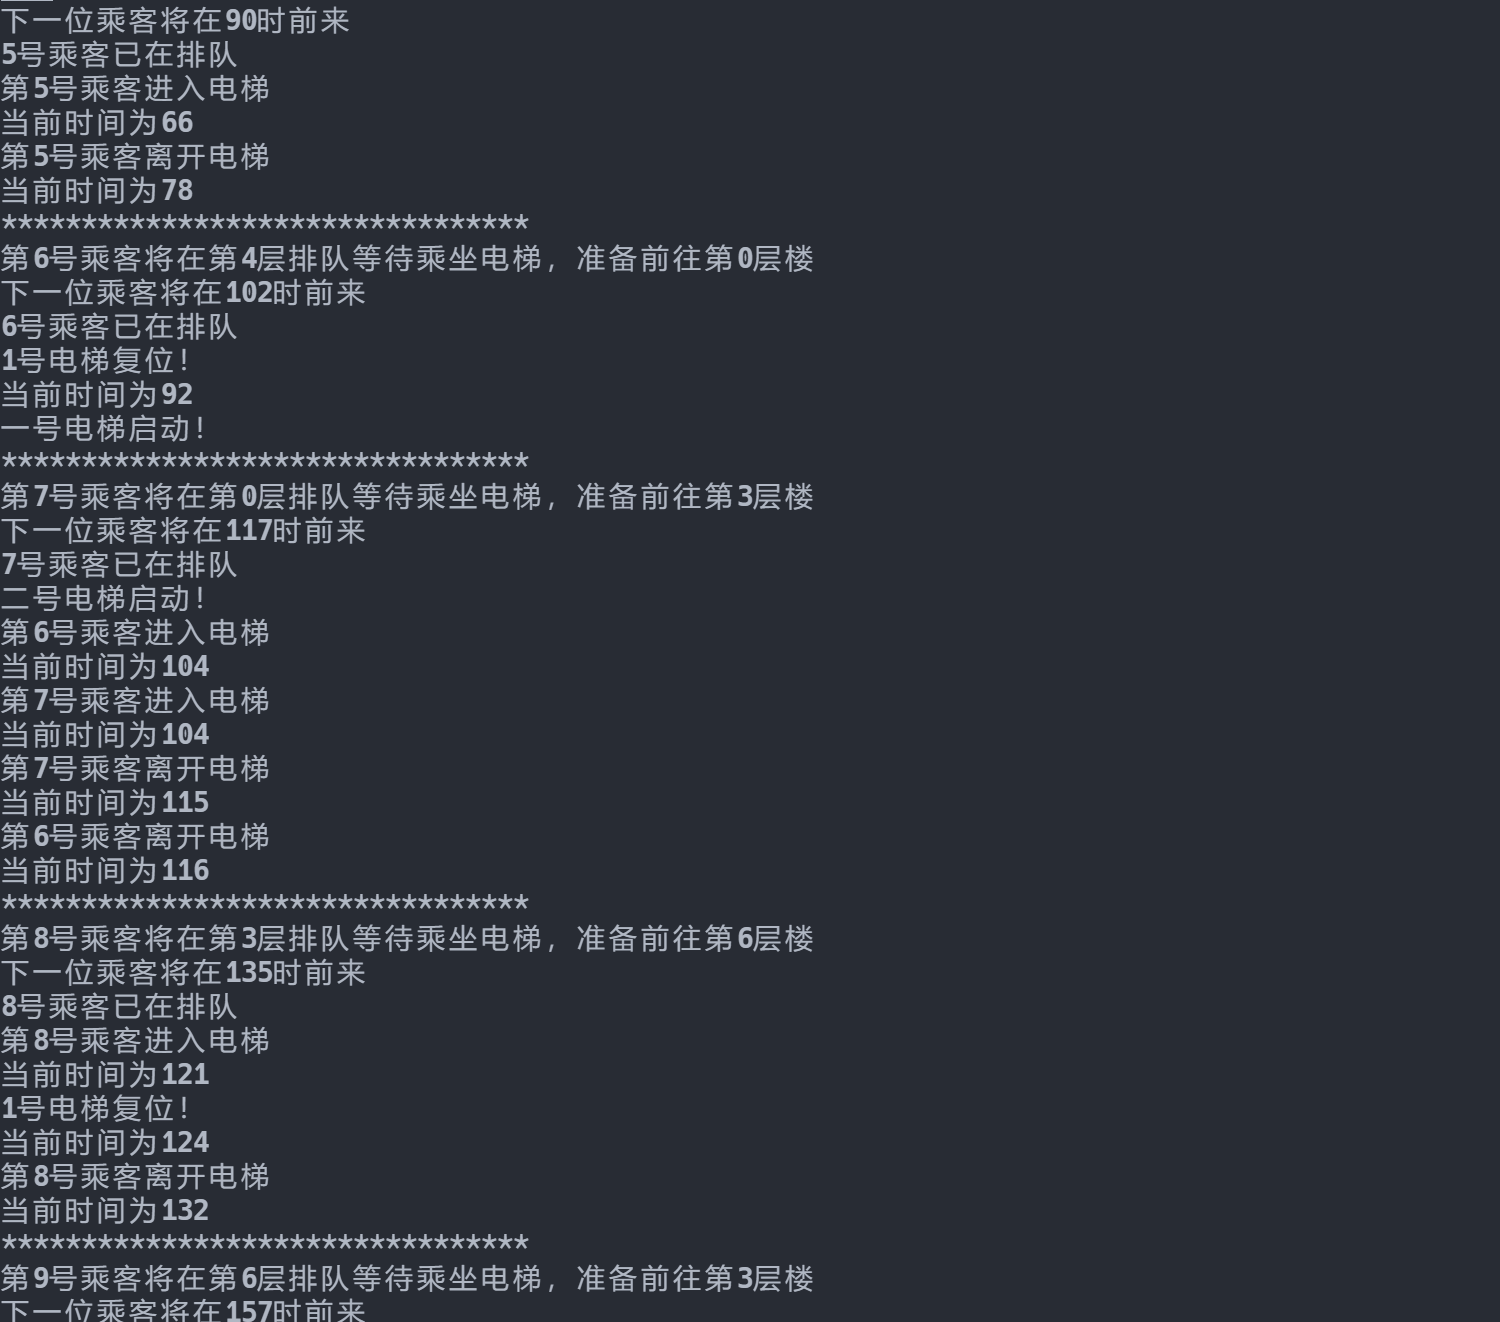 下一位乘客将在90时前来
5号乘客已在排队
第5号乘客进入电梯
当前时间为66
第5号乘客离开电梯
当前时间为78
*********************************
第6号乘客将在第4层排队等待乘坐电梯，准备前往第0层楼
下一位乘客将在102时前来
6号乘客已在排队
1号电梯复位！
当前时间为92
一号电梯启动！
*********************************
第7号乘客将在第0层排队等待乘坐电梯，准备前往第3层楼
下一位乘客将在117时前来
7号乘客已在排队
二号电梯启动！
第6号乘客进入电梯
当前时间为104
第7号乘客进入电梯
当前时间为104
第7号乘客离开电梯
当前时间为115
第6号乘客离开电梯
当前时间为116
*********************************
第8号乘客将在第3层排队等待乘坐电梯，准备前往第6层楼
下一位乘客将在135时前来
8号乘客已在排队
第8号乘客进入电梯
当前时间为121
1号电梯复位！
当前时间为124
第8号乘客离开电梯
当前时间为132
*********************************
第9号乘客将在第6层排队等待乘坐电梯，准备前往第3层楼
下一位乘客将在157时前来